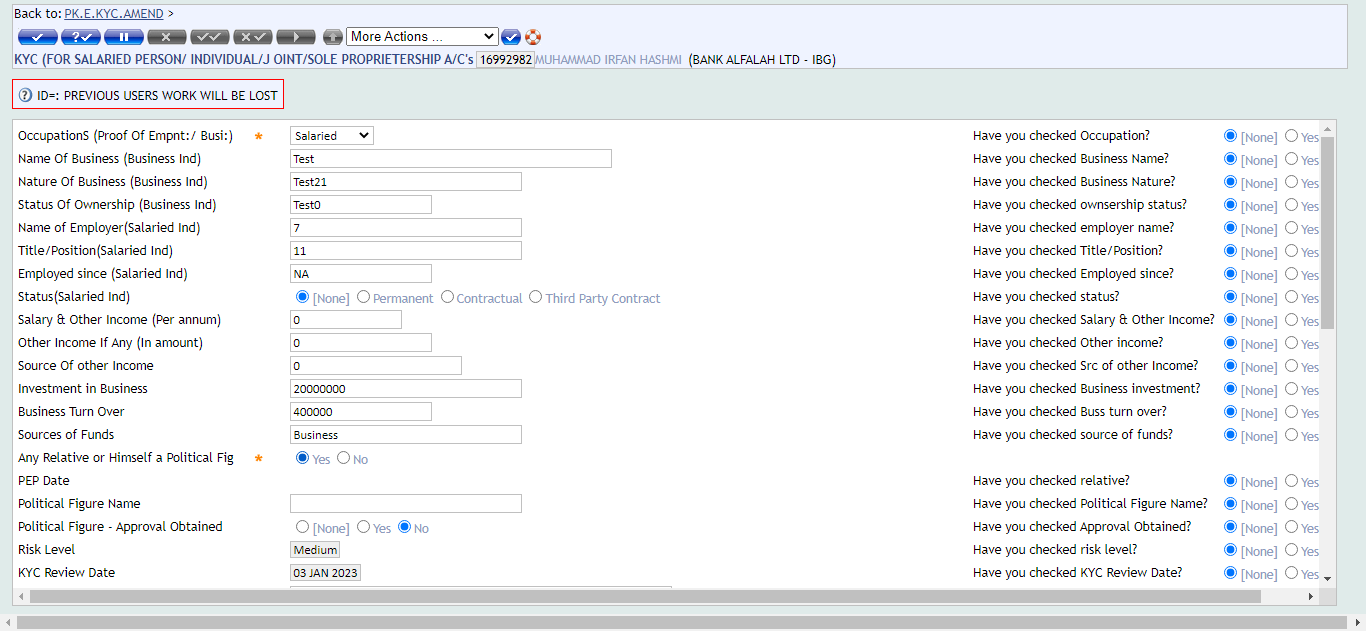 Back to: PK.E.KYC.AMEND >
More Actions ...
KYC (FOR SALARIED PERSON/ INDIVIDUAL/J OINT/SOLE PROPRIETERSHIP A/C's 16992982 MUHAMMAD IRFAN HASHMI (BANK ALFALAH LTD - IBG)
ID=: PREVIOUS USERS WORK WILL BE LOST
OccupationS (Proof Of Empnt:/ Busi:) * Salaried Have you checked Occupation? [None] Yes
Name Of Business (Business Ind) Test Have you checked Business Name? [None] Yes
Nature Of Business (Business Ind) Test21 Have you checked Business Nature? [None] Yes
Status Of Ownership (Business Ind) Test0 Have you checked ownsership status? [None] Yes
Name of Employer(Salaried Ind) 7 Have you checked employer name? [None] Yes
Title/Position(Salaried Ind) 11 Have you checked Title/Position? [None] Yes
Employed since (Salaried Ind) NA Have you checked Employed since? [None] Yes
Status(Salaried Ind) [None] Permanent Contractual Third Party Contract Have you checked status? [None] Yes
Salary & Other Income (Per annum) 0 Have you checked Salary & Other Income? [None] Yes
Other Income If Any (In amount) 0 Have you checked Other income? [None] Yes
Source Of other Income 0 Have you checked Src of other Income? [None] Yes
Investment in Business 20000000 Have you checked Business investment? [None] Yes
Business Turn Over 400000 Have you checked Buss turn over? [None] Yes
Sources of Funds Business Have you checked source of funds? [None] Yes
Any Relative or Himself a Political Fig * Yes No
PEP Date Have you checked relative? [None] Yes
Political Figure Name Have you checked Political Figure Name? [None] Yes
Political Figure - Approval Obtained [None] Yes No Have you checked Approval Obtained? [None] Yes
Risk Level Medium Have you checked risk level? [None] Yes
KYC Review Date 03 JAN 2023 Have you checked KYC Review Date? [None] Yes